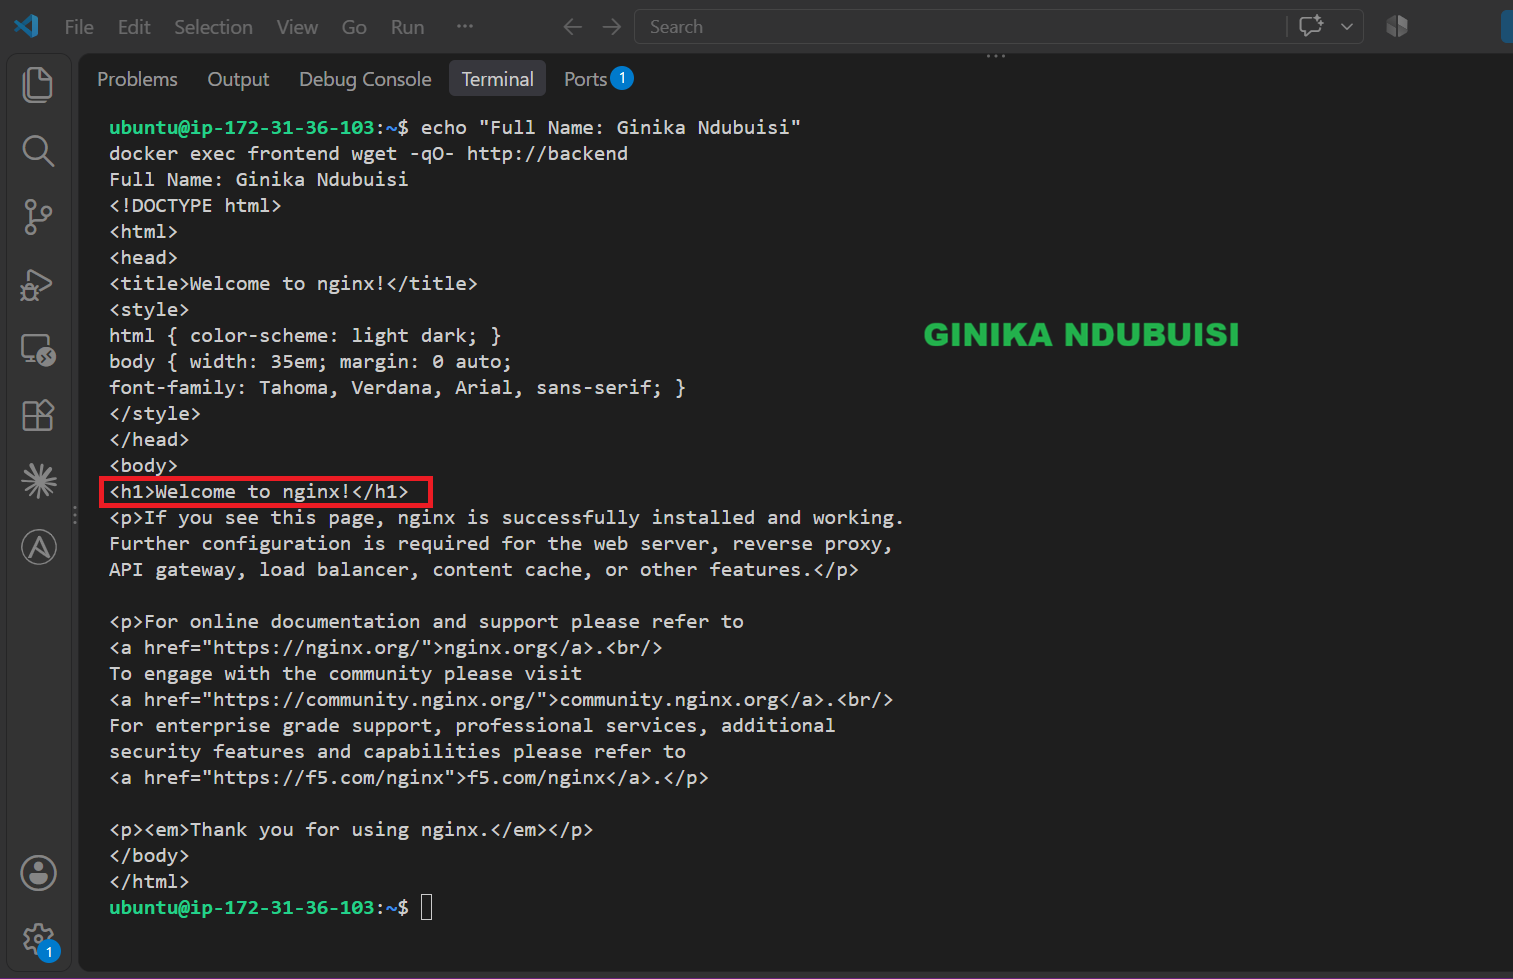 File Edit Selection View Go Run ··· Search
Problems Output Debug Console Terminal Ports 1
ubuntu@ip-172-31-36-103:~$ echo "Full Name: Ginika Ndubuisi"
docker exec frontend wget -qO- http://backend
Full Name: Ginika Ndubuisi
<!DOCTYPE html>
<html>
<head>
<title>Welcome to nginx!</title>
<style>
html { color-scheme: light dark; }
body { width: 35em; margin: 0 auto;
font-family: Tahoma, Verdana, Arial, sans-serif; }
</style>
</head>
<body>
<h1>Welcome to nginx!</h1>
<p>If you see this page, nginx is successfully installed and working.
Further configuration is required for the web server, reverse proxy,
API gateway, load balancer, content cache, or other features.</p>
<p>For online documentation and support please refer to
<a href="https://nginx.org/">nginx.org</a>.<br/>
To engage with the community please visit
<a href="https://community.nginx.org/">community.nginx.org</a>.<br/>
For enterprise grade support, professional services, additional
security features and capabilities please refer to
<a href="https://f5.com/nginx">f5.com/nginx</a>.</p>
<p><em>Thank you for using nginx.</em></p>
</body>
</html>
ubuntu@ip-172-31-36-103:~$
GINIKA NDUBUISI
1